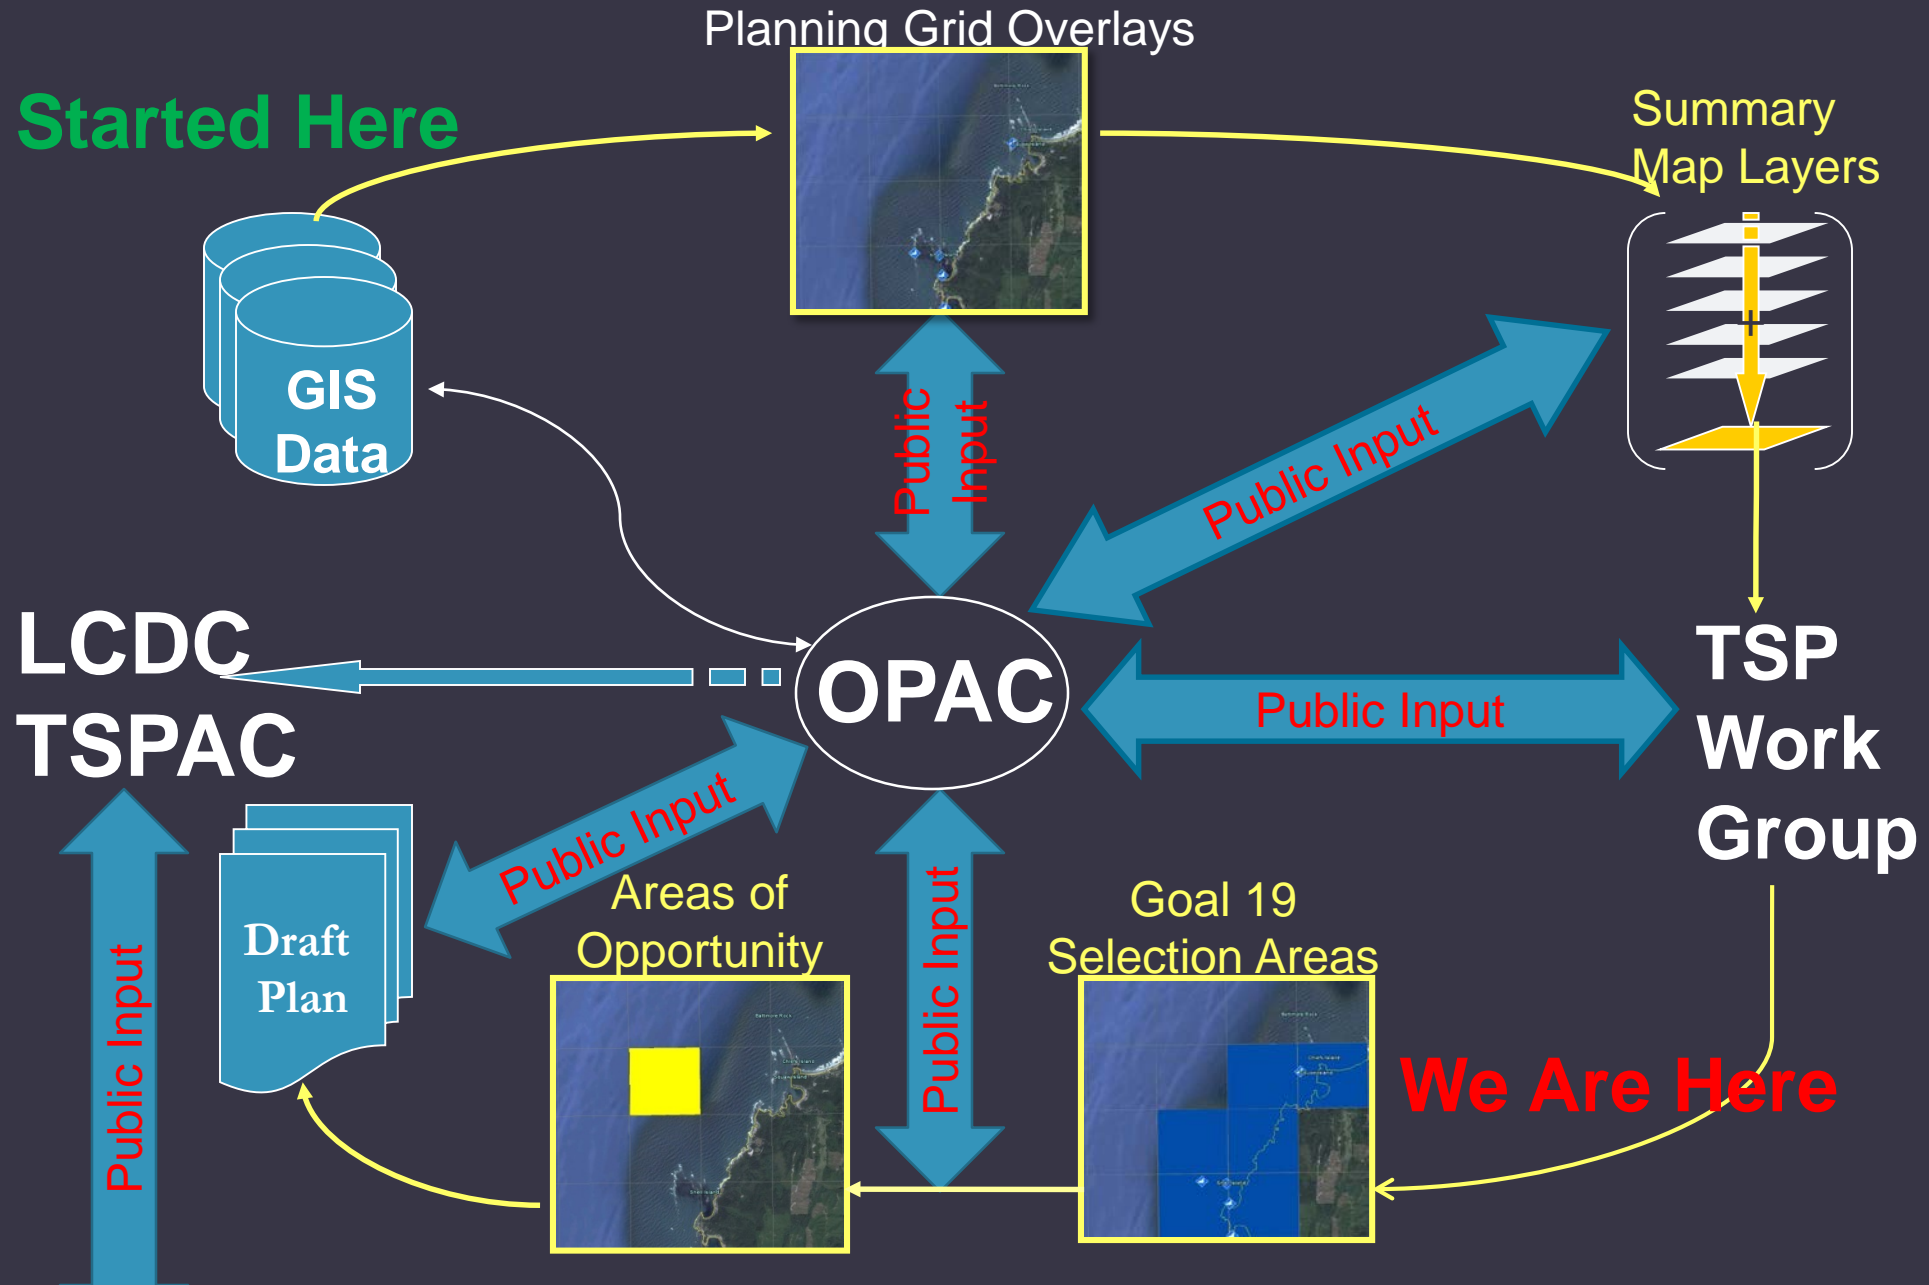 Planning Grid Overlays
Started Here
Summary
Map Layers
GIS
Data
Public
Input
Public Input
LCDC
TSPAC
OPAC
Public Input
TSP
Work
Group
Public Input
Public Input
Draft
Plan
Areas of
Opportunity
Public Input
Goal 19
Selection Areas
We Are Here